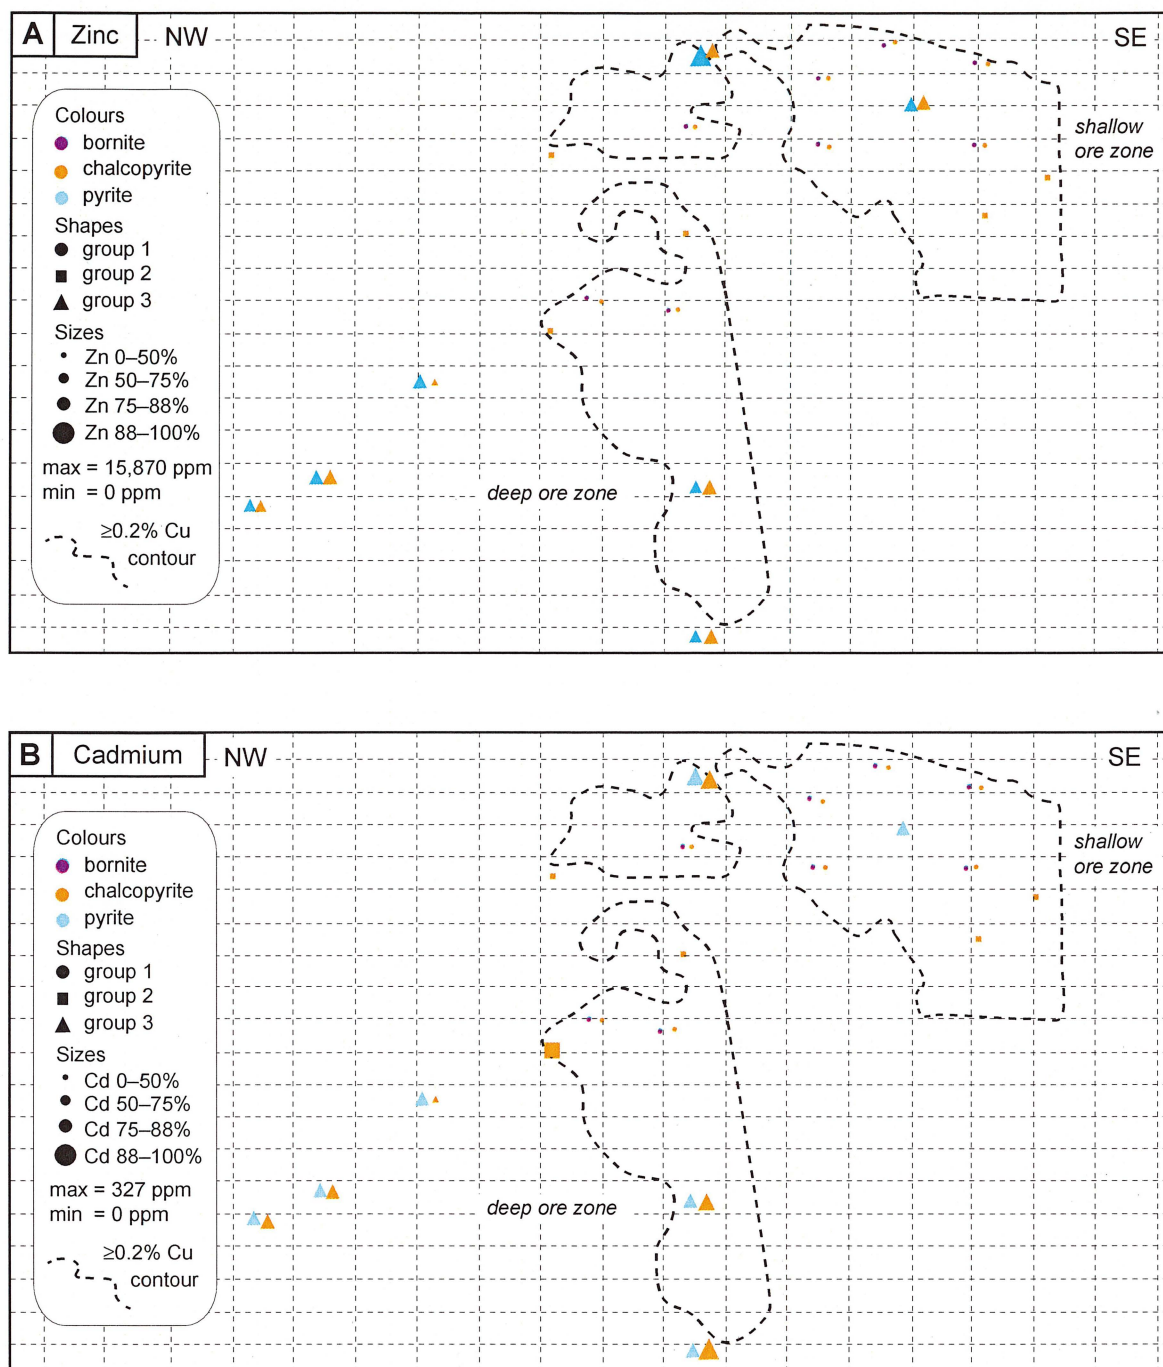 A Zinc NW SE
Colours
bornite
chalcopyrite
pyrite
Shapes
group 1
group 2
group 3
Sizes
Zn 0–50%
Zn 50–75%
Zn 75–88%
Zn 88–100%
max = 15,870 ppm
min = 0 ppm
≥0.2% Cu
contour
shallow
ore zone
deep ore zone
B Cadmium NW SE
Colours
bornite
chalcopyrite
pyrite
Shapes
group 1
group 2
group 3
Sizes
Cd 0–50%
Cd 50–75%
Cd 75–88%
Cd 88–100%
max = 327 ppm
min = 0 ppm
≥0.2% Cu
contour
shallow
ore zone
deep ore zone